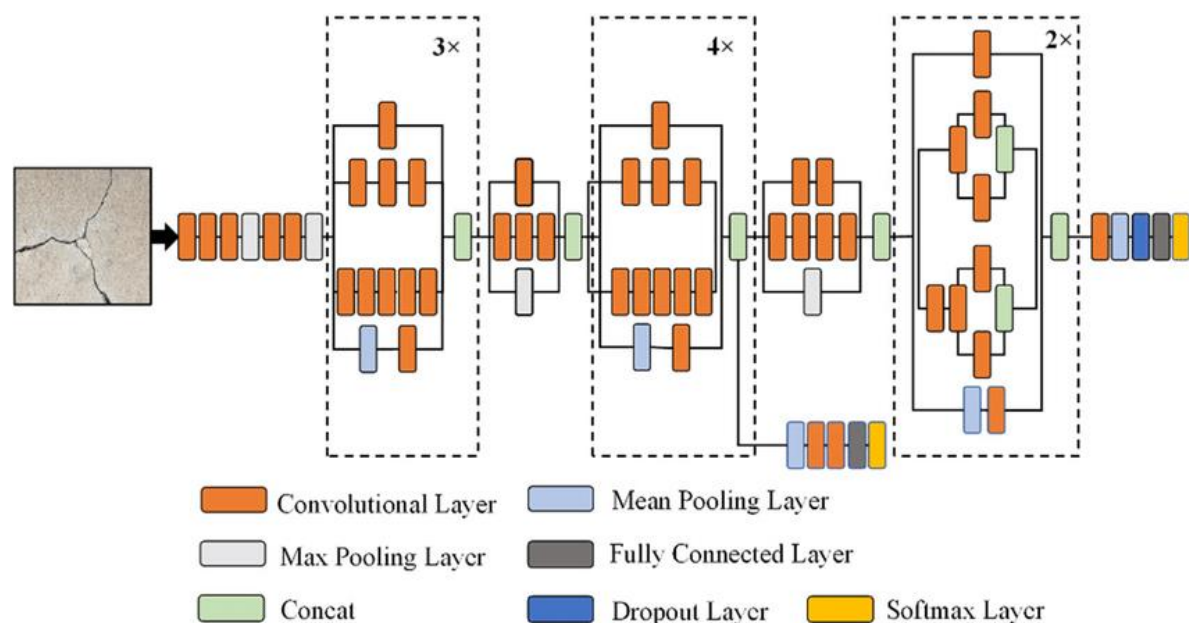 3×
4×
2×
Convolutional Layer
Mean Pooling Layer
Max Pooling Layer
Fully Connected Layer
Concat
Dropout Layer
Softmax Layer